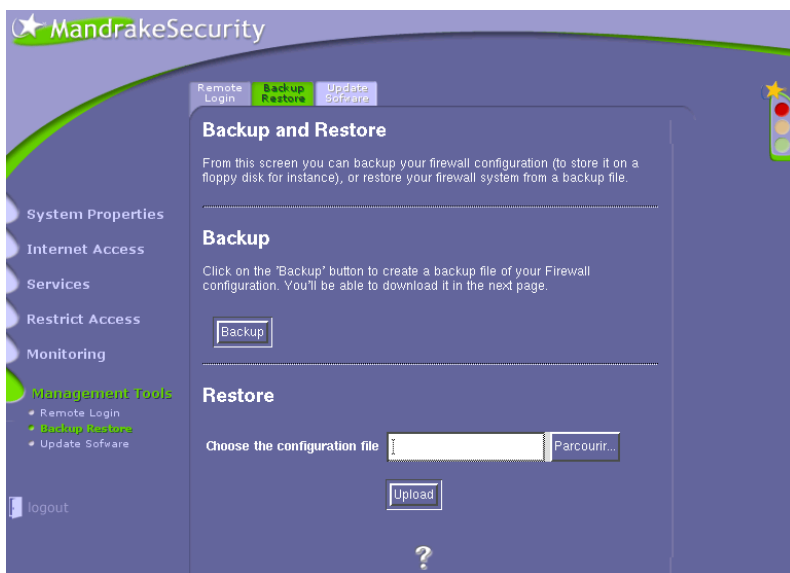 MandrakeSecurity
Remote
Login
Backup
Restore
Update
Sofware
Backup and Restore
From this screen you can backup your firewall configuration (to store it on a
floppy disk for instance), or restore your firewall system from a backup file.
System Properties
Internet Access
Services
Restrict Access
Monitoring
Management Tools
Remote Login
Backup Restore
Update Sofware
logout
Backup
Click on the 'Backup' button to create a backup file of your Firewall
configuration. You'll be able to download it in the next page.
Backup
Restore
Choose the configuration file
Parcourir...
Upload
?